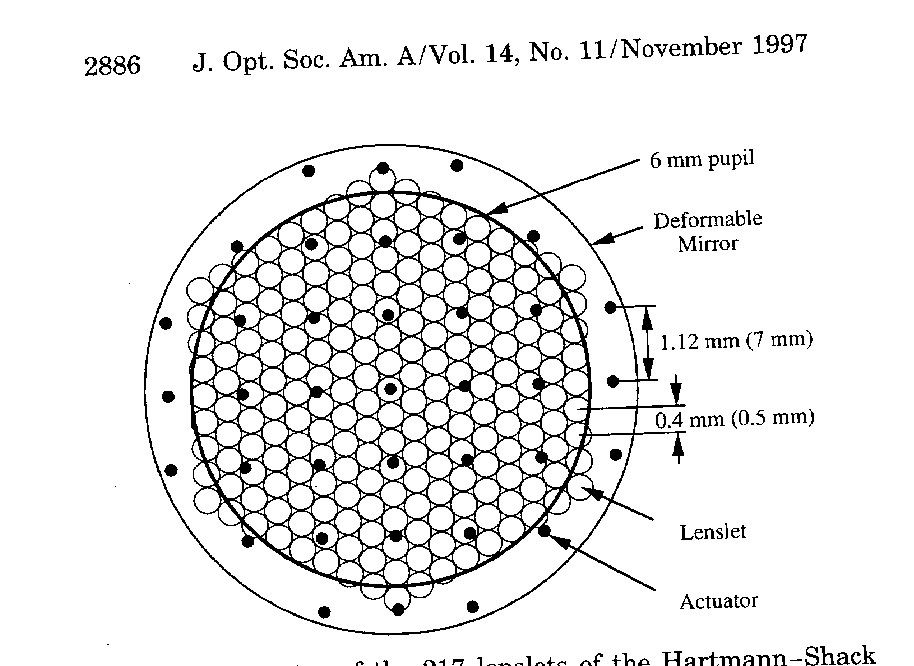 2886 J. Opt. Soc. Am. A/Vol. 14, No. 11/November 1997
6 mm pupil
Deformable
Mirror
1.12 mm (7 mm)
0.4 mm (0.5 mm)
Lenslet
Actuator
of the 217 lenslets of the Hartmann–Shack